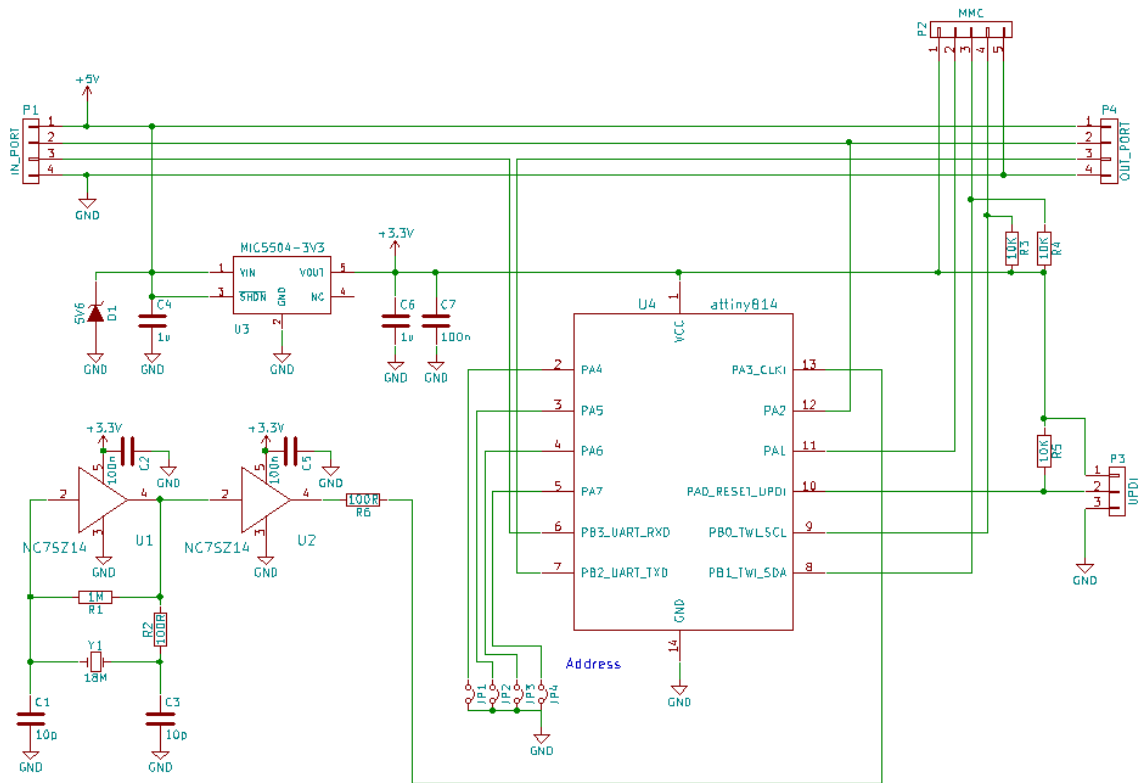 MMC
P2
1
2
3
4
5
+5V
P1
IN_PORT
1
2
3
4
GND
P4
OUT_PORT
1
2
3
4
MIC5504-3V3
1 VIN
VOUT 5
3 SHDN
GND
NC 4
2
U3
GND
+3.3V
5V6
D1
GND
C4
1u
GND
C6
1u
GND
C7
100n
GND
10K
R3
10K
R4
U4
attiny814
1
VCC
2 PA4
3 PA5
4 PA6
5 PA7
6 PB3_UART_RXD
7 PB2_UART_TXD
PA3_CLKI 13
PA2 12
PA1 11
PA0_RESET_UPDI 10
PB0_TWI_SCL 9
PB1_TWI_SDA 8
GND
14
GND
10K
R5
P3
UPDI
1
2
3
GND
+3.3V
100n
C2
GND
5
2
4
3
GND
NC7SZ14
U1
+3.3V
100n
C5
GND
5
2
4
3
GND
NC7SZ14
U2
100R
R6
1M
R1
R2
100R
Y1
18M
C1
10p
GND
C3
10p
GND
Address
JP1
JP2
JP3
JP4
GND